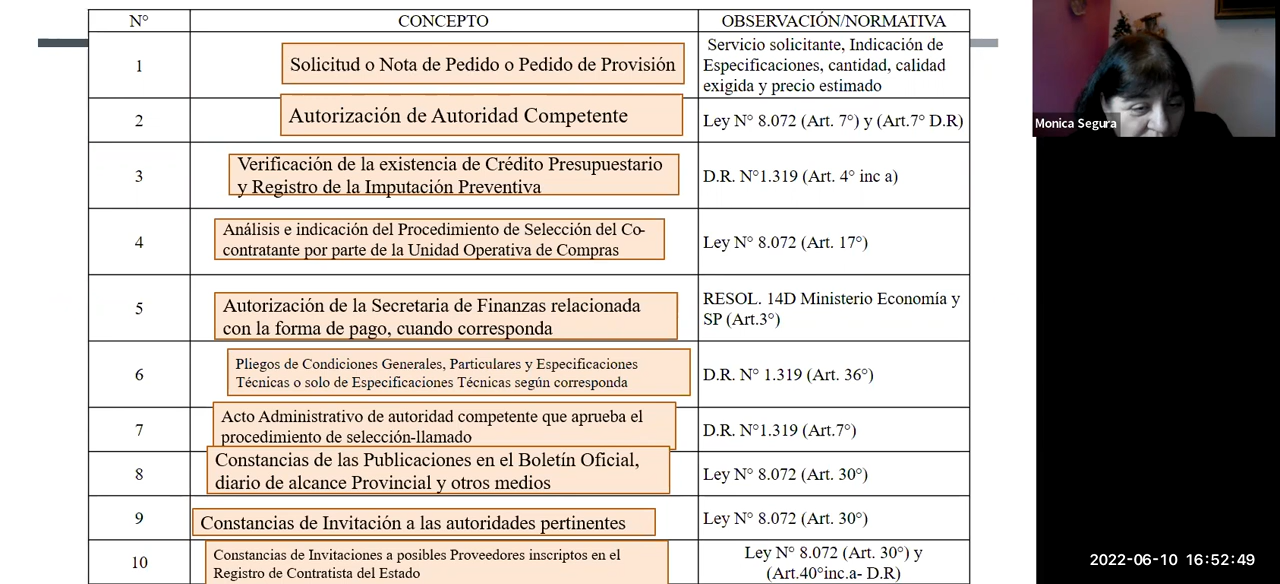 N° CONCEPTO OBSERVACIÓN/NORMATIVA
1
Solicitud o Nota de Pedido o Pedido de Provisión
Servicio solicitante, Indicación de
Especificaciones, cantidad, calidad
exigida y precio estimado
2
Autorización de Autoridad Competente
Ley N° 8.072 (Art. 7°) y (Art.7° D.R)
3
Verificación de la existencia de Crédito Presupuestario
y Registro de la Imputación Preventiva
D.R. N°1.319 (Art. 4° inc a)
4
Análisis e indicación del Procedimiento de Selección del Co-
contratante por parte de la Unidad Operativa de Compras
Ley N° 8.072 (Art. 17°)
5
Autorización de la Secretaria de Finanzas relacionada
con la forma de pago, cuando corresponda
RESOL. 14D Ministerio Economía y
SP (Art.3°)
6
Pliegos de Condiciones Generales, Particulares y Especificaciones
Técnicas o solo de Especificaciones Técnicas según corresponda
D.R. N° 1.319 (Art. 36°)
7
Acto Administrativo de autoridad competente que aprueba el
procedimiento de selección-llamado
D.R. N°1.319 (Art.7°)
8
Constancias de las Publicaciones en el Boletín Oficial,
diario de alcance Provincial y otros medios
Ley N° 8.072 (Art. 30°)
9
Constancias de Invitación a las autoridades pertinentes
Ley N° 8.072 (Art. 30°)
10
Constancias de Invitaciones a posibles Proveedores inscriptos en el
Registro de Contratista del Estado
Ley N° 8.072 (Art. 30°) y
(Art.40°inc.a- D.R)
Monica Segura
2022-06-10 16:52:49